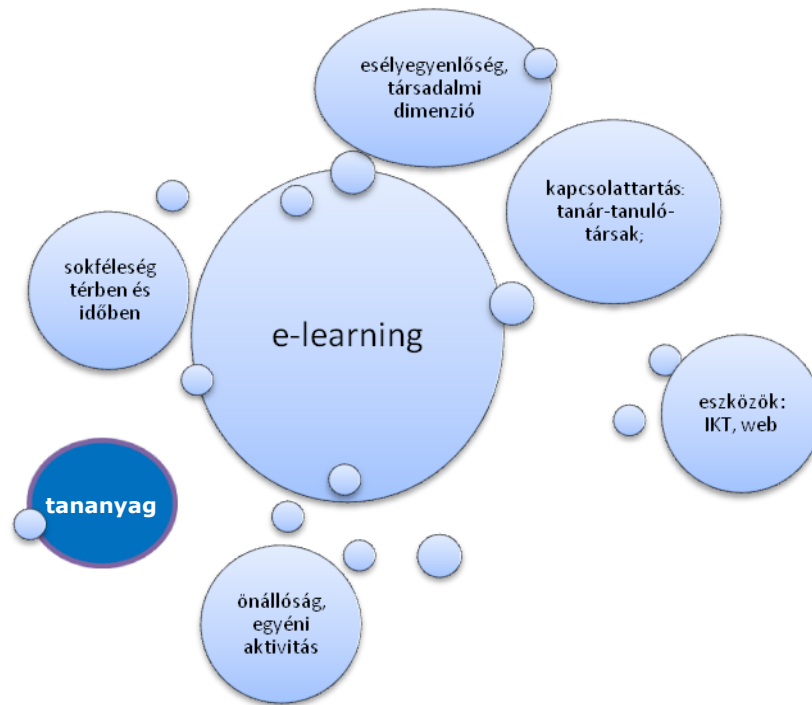 esélyegyenlőség,
társadalmi
dimenzió
kapcsolattartás:
tanár-tanuló-
társak;
sokféleség
térben és
időben
e-learning
eszközök:
IKT, web
tananyag
önállóság,
egyéni
aktivitás